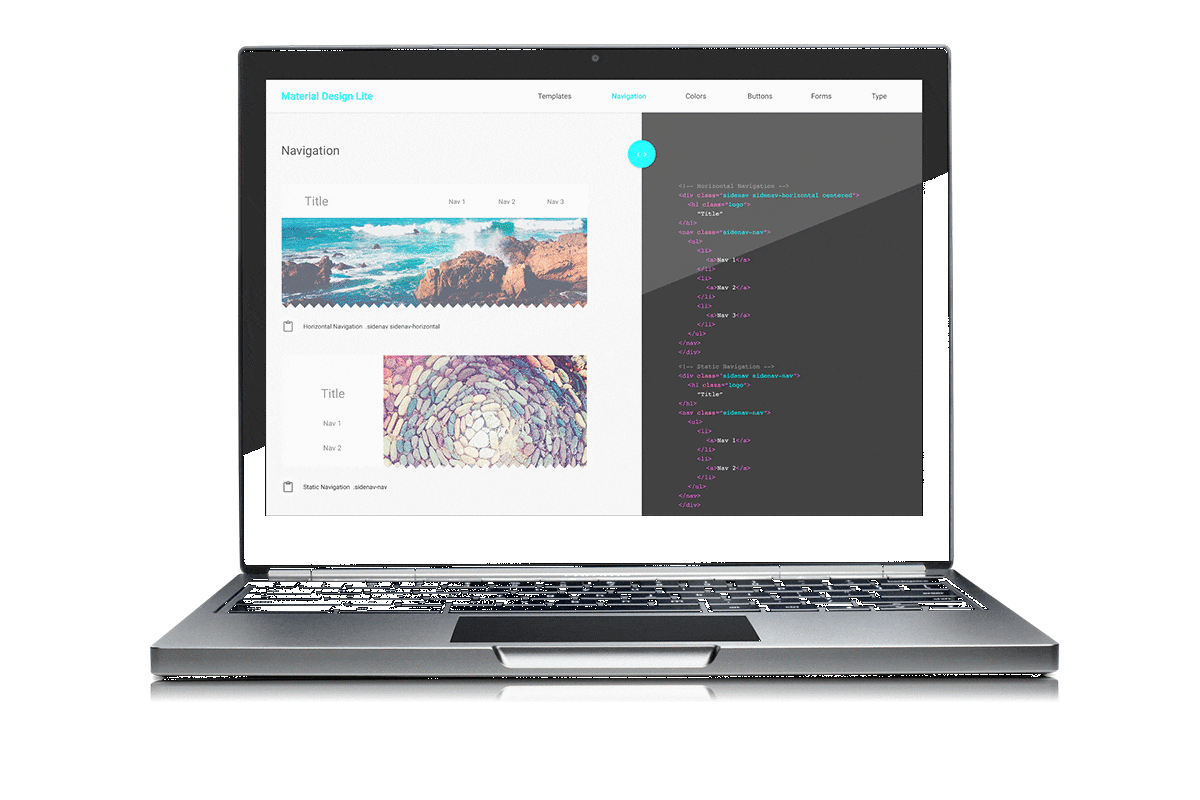 Material Design Lite
Templates
Navigation
Colors
Buttons
Forms
Type
Navigation
Title
Nav 1
Nav 2
Nav 3
Horizontal Navigation .sidenav sidenav-horizontal
Title
Nav 1
Nav 2
Static Navigation .sidenav-nav
<!-- Horizontal Navigation -->
<div class="sidenav sidenav-horizontal centered">
<h1 class="logo">
"Title"
</h1>
<nav class="sidenav-nav">
<ul>
<li>
<a>Nav 1</a>
</li>
<li>
<a>Nav 2</a>
</li>
<li>
<a>Nav 3</a>
</li>
</ul>
</nav>
</div>
<!-- Static Navigation -->
<div class="sidenav sidenav-nav">
<h1 class="logo">
"Title"
</h1>
<nav class="sidenav-nav">
<ul>
<li>
<a>Nav 1</a>
</li>
<li>
<a>Nav 2</a>
</li>
</ul>
</nav>
</div>